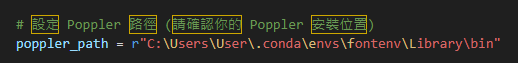 # 設定 Poppler 路徑 (請確認你的 Poppler 安裝位置)
poppler_path = r"C:\Users\User\.conda\envs\fontenv\Library\bin"